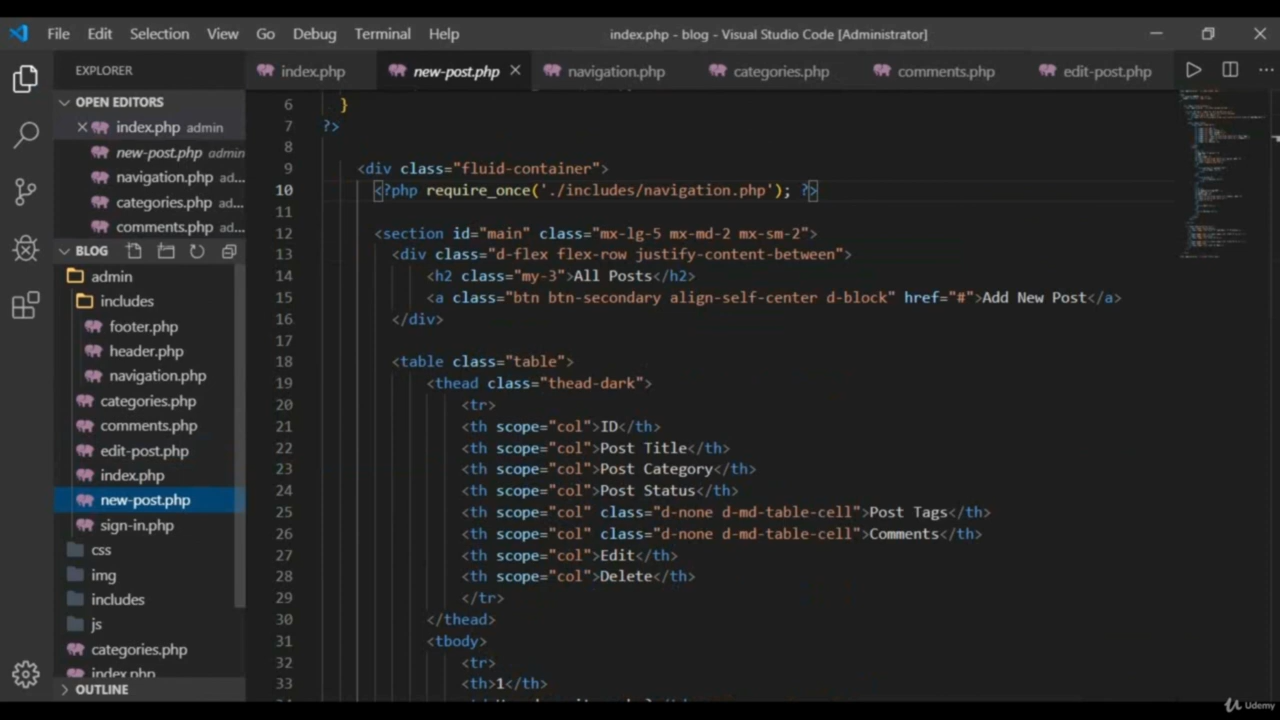 File Edit Selection View Go Debug Terminal Help index.php - blog - Visual Studio Code [Administrator]
EXPLORER
index.php new-post.php navigation.php categories.php comments.php edit-post.php
OPEN EDITORS
index.php admin
new-post.php admin
navigation.php ad...
categories.php ad...
comments.php ad...
BLOG
admin
includes
footer.php
header.php
navigation.php
categories.php
comments.php
edit-post.php
index.php
new-post.php
sign-in.php
css
img
includes
js
categories.php
index.php
OUTLINE
6 }
7 ?>
8
9 <div class="fluid-container">
10 <?php require_once('./includes/navigation.php'); ?>
11
12 <section id="main" class="mx-lg-5 mx-md-2 mx-sm-2">
13 <div class="d-flex flex-row justify-content-between">
14 <h2 class="my-3">All Posts</h2>
15 <a class="btn btn-secondary align-self-center d-block" href="#">Add New Post</a>
16 </div>
17
18 <table class="table">
19 <thead class="thead-dark">
20 <tr>
21 <th scope="col">ID</th>
22 <th scope="col">Post Title</th>
23 <th scope="col">Post Category</th>
24 <th scope="col">Post Status</th>
25 <th scope="col" class="d-none d-md-table-cell">Post Tags</th>
26 <th scope="col" class="d-none d-md-table-cell">Comments</th>
27 <th scope="col">Edit</th>
28 <th scope="col">Delete</th>
29 </tr>
30 </thead>
31 <tbody>
32 <tr>
33 <th>1</th>
Udemy